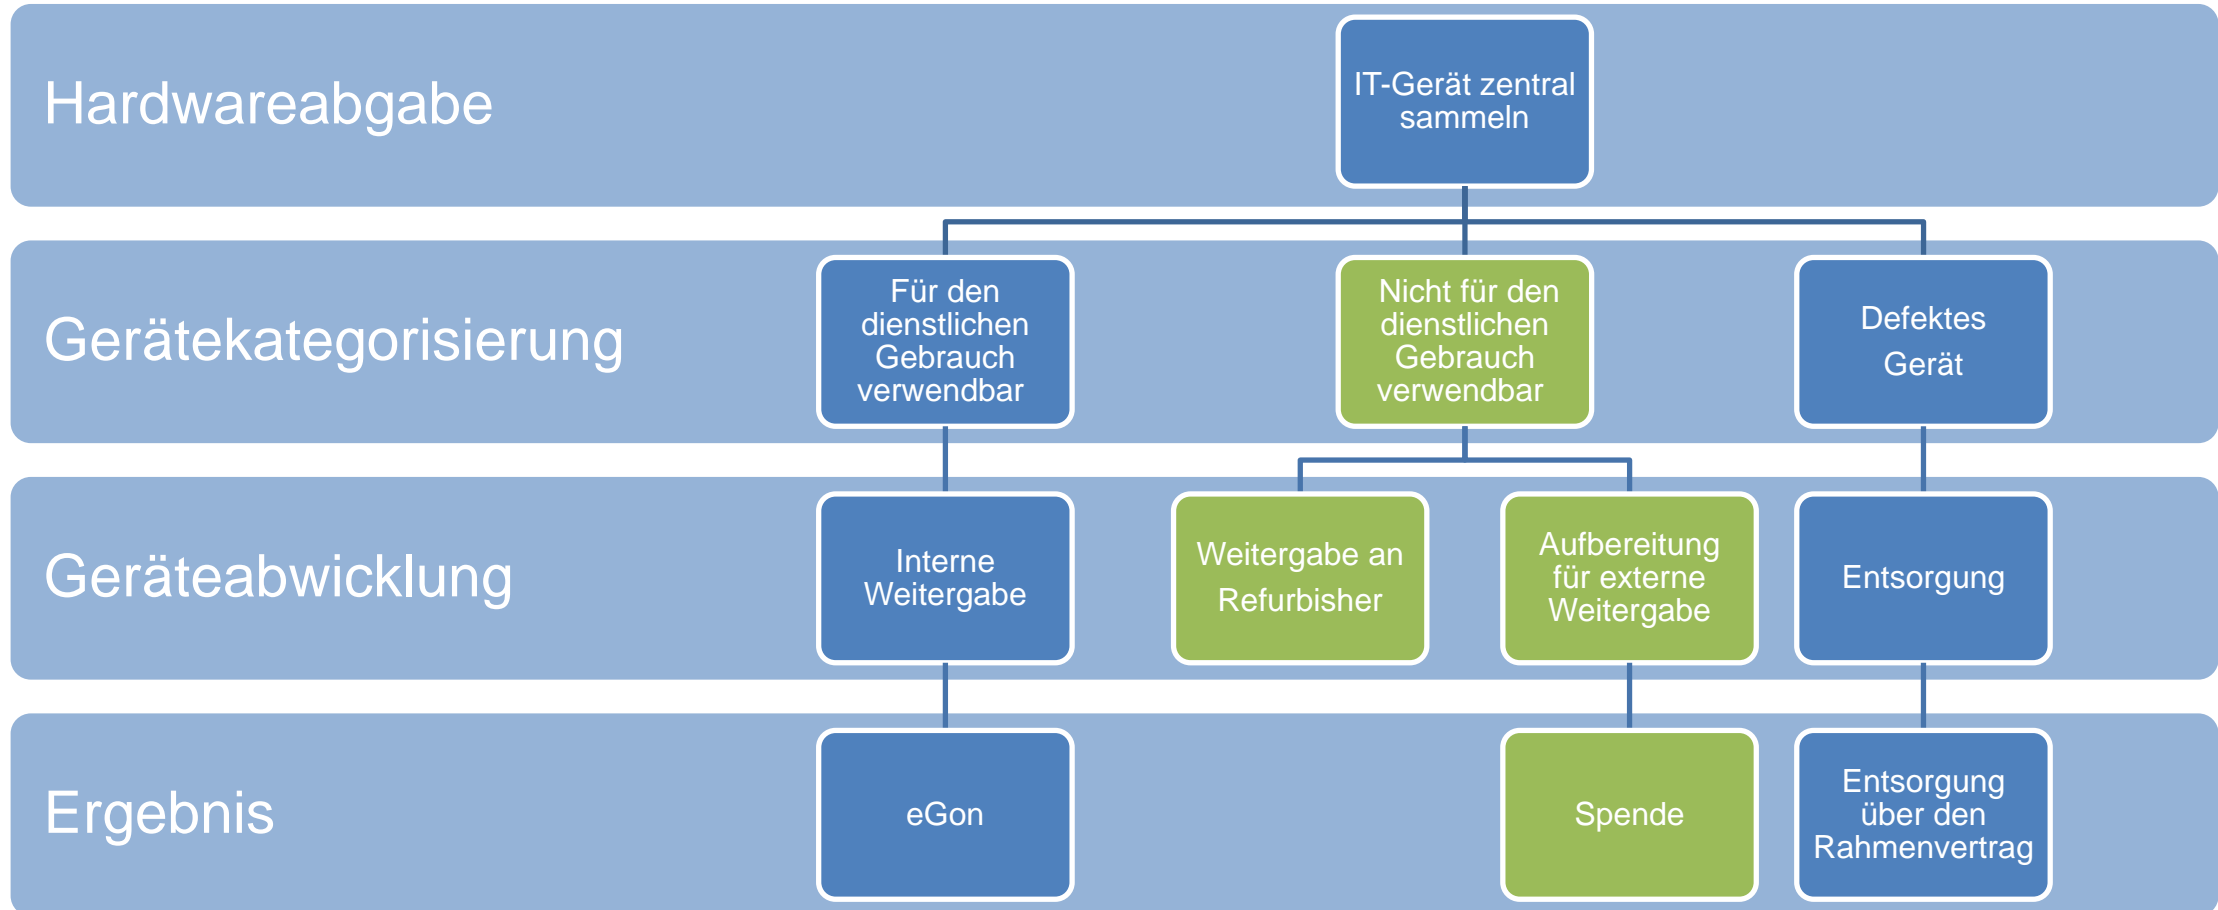 Hardwareabgabe
IT-Gerät zentral
sammeln
Gerätekategorisierung
Für den
dienstlichen
Gebrauch
verwendbar
Nicht für den
dienstlichen
Gebrauch
verwendbar
Defektes
Gerät
Geräteabwicklung
Interne
Weitergabe
Weitergabe an
Refurbisher
Aufbereitung
für externe
Weitergabe
Entsorgung
Ergebnis
eGon
Spende
Entsorgung
über den
Rahmenvertrag